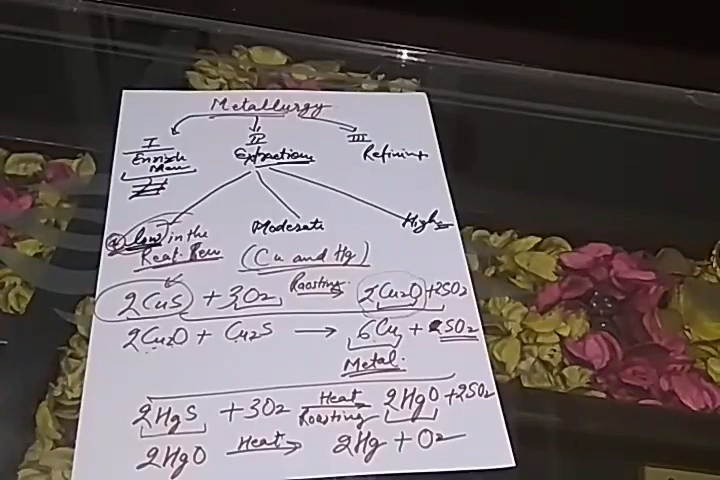 Metallurgy
I II III
Enrich Extraction Refining
(a) low in the Moderate High
Reat. (Cu and Hg)
2CuS + 3O2 Roasting 2Cu2O + 2SO2
2Cu2O + Cu2S → 6Cu + SO2
Metal.
2HgS + 3O2 Heat Roasting 2HgO + 2SO2
2HgO Heat → 2Hg + O2